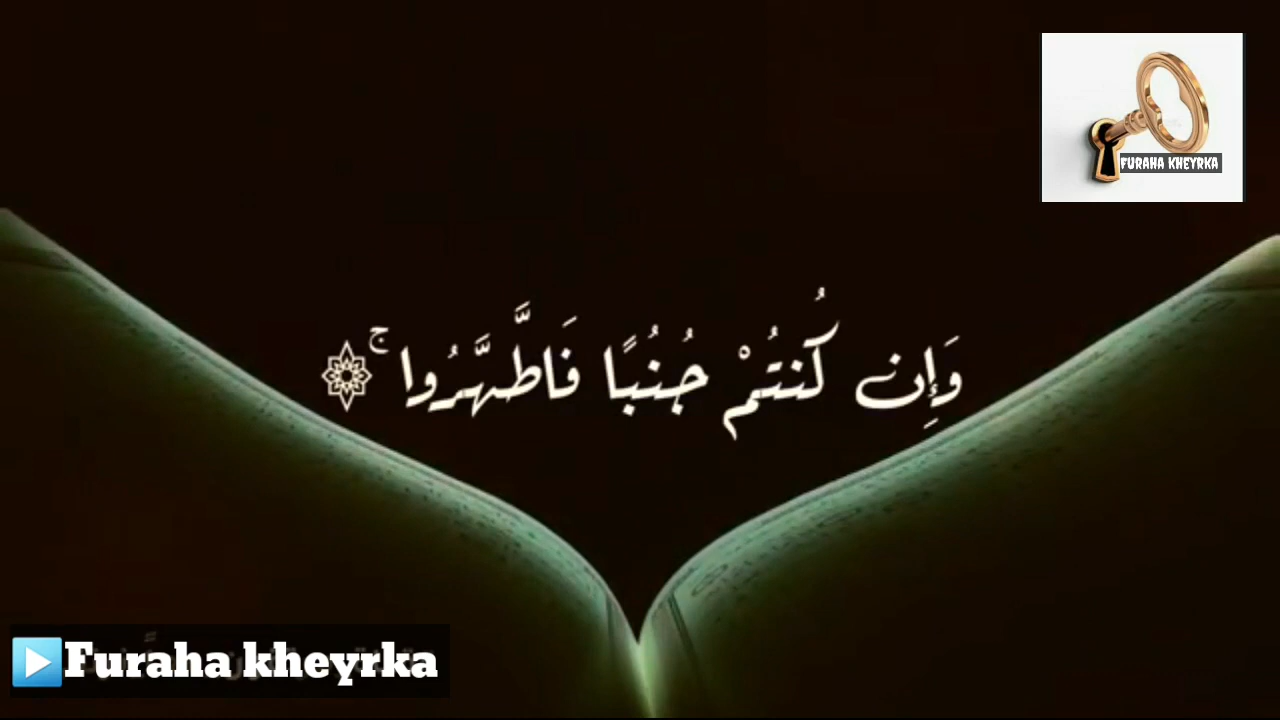 FURAHA KHEYRKA
وَإِن كُنتُمْ جُنُبًا فَاطَّهَّرُوا ۚ
Furaha kheyrka